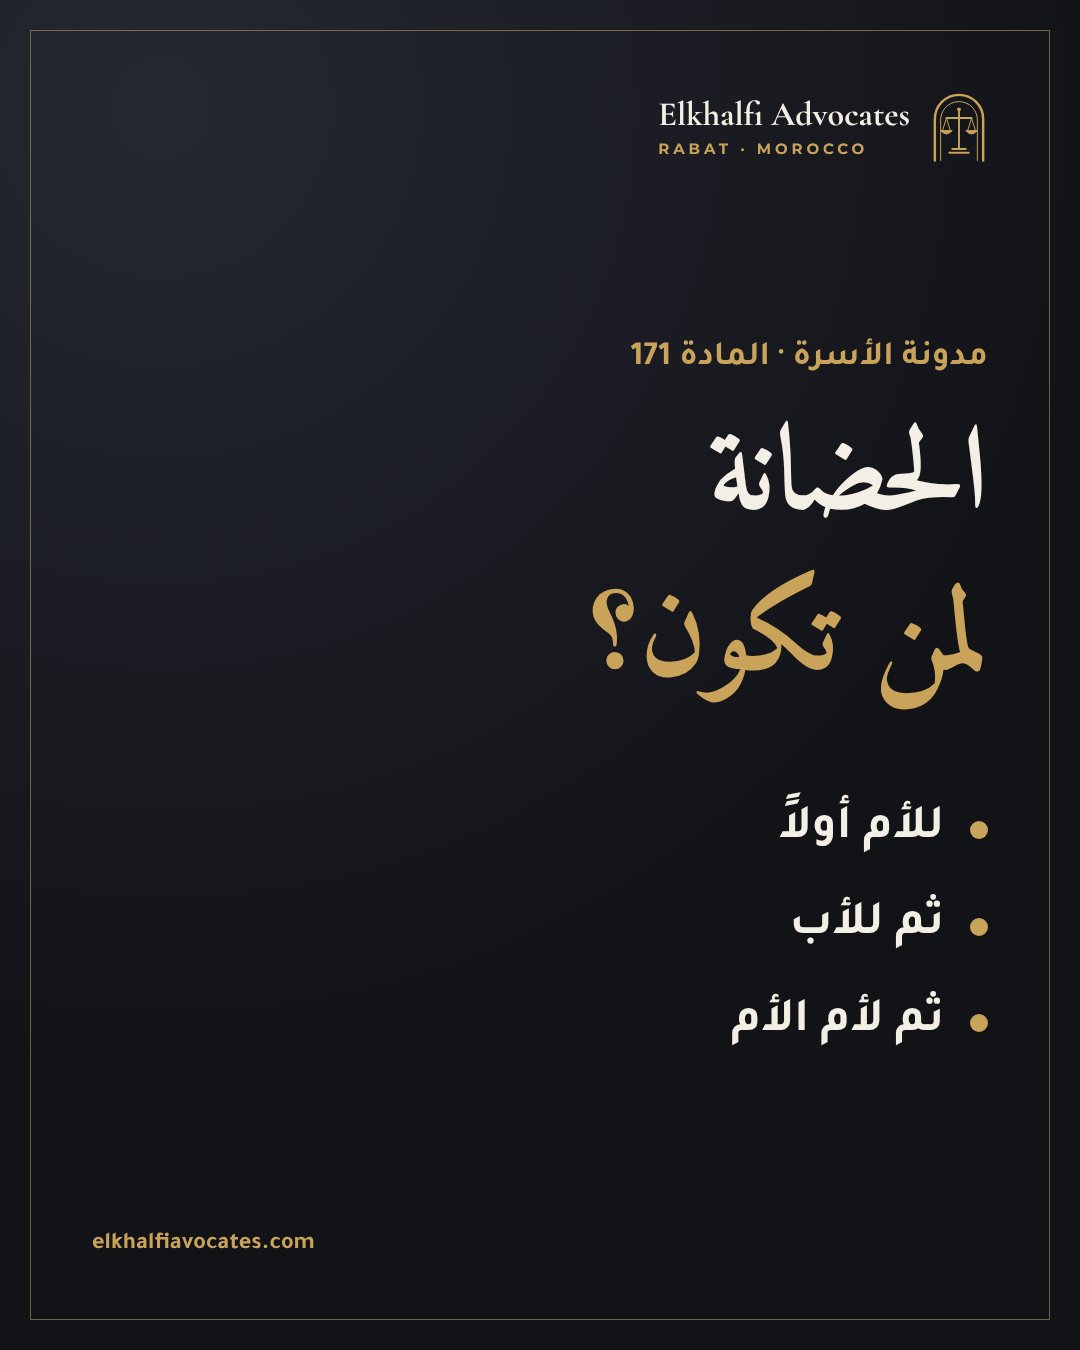 Elkhalfi Advocates
RABAT · MOROCCO
مدونة الأسرة · المادة 171
الحضانة
لمن تكون؟
للأم أولاً
ثم للأب
ثم لأم الأم
elkhalfiavocates.com